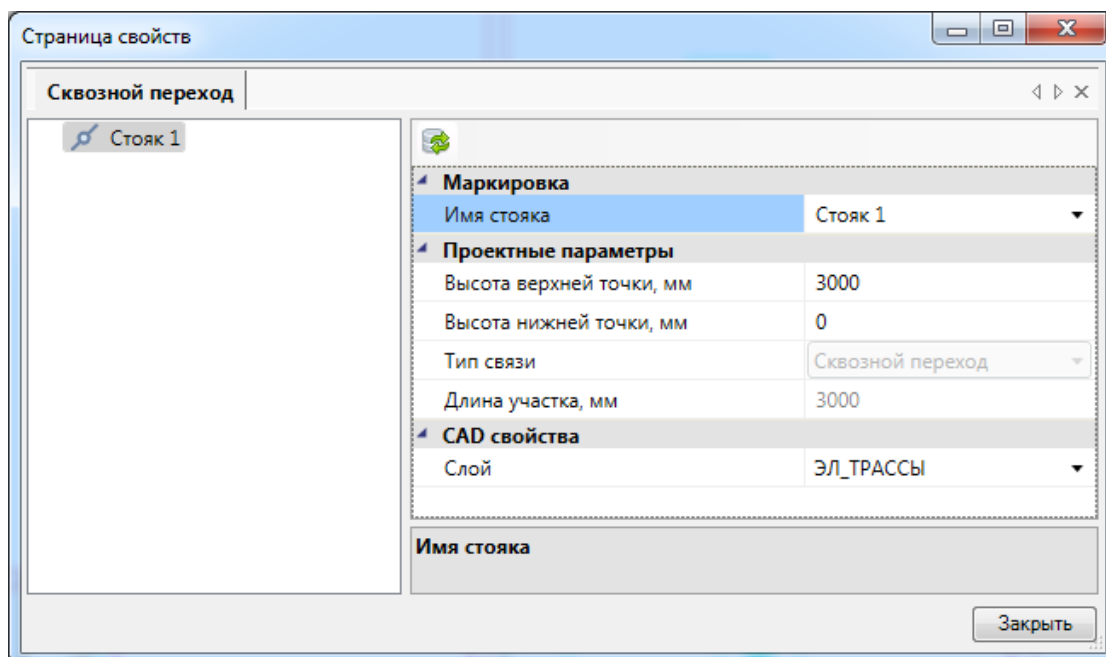 Страница свойств
Сквозной переход
Стояк 1
Маркировка
Имя стояка Стояк 1
Проектные параметры
Высота верхней точки, мм 3000
Высота нижней точки, мм 0
Тип связи Сквозной переход
Длина участка, мм 3000
CAD свойства
Слой ЭЛ_ТРАССЫ
Имя стояка
Закрыть